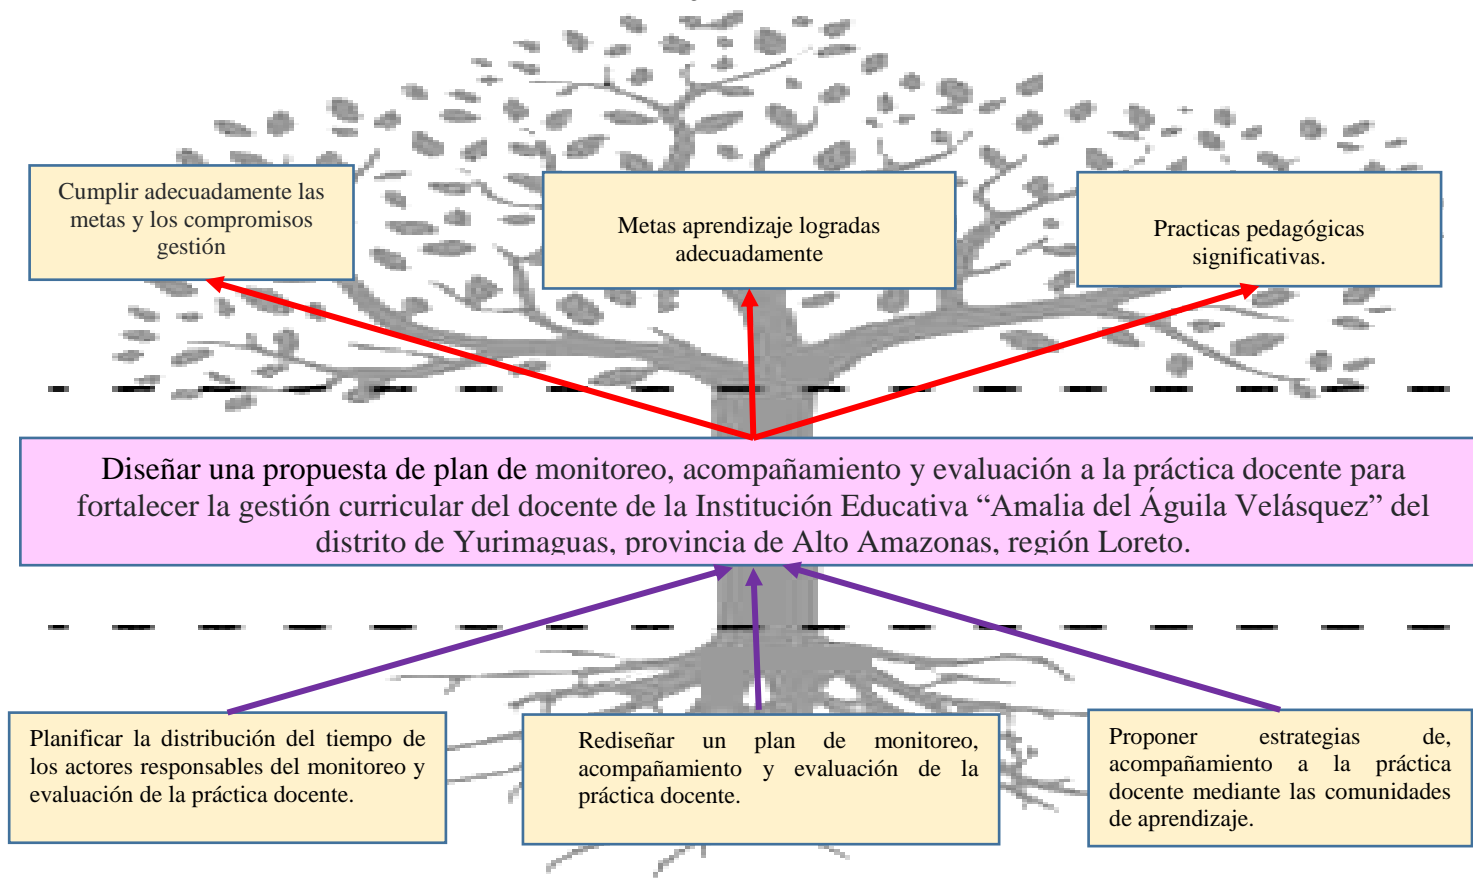 Cumplir adecuadamente las
metas y los compromisos
gestión
Metas aprendizaje logradas
adecuadamente
Practicas pedagógicas
significativas.
Diseñar una propuesta de plan de monitoreo, acompañamiento y evaluación a la práctica docente para
fortalecer la gestión curricular del docente de la Institución Educativa “Amalia del Águila Velásquez” del
distrito de Yurimaguas, provincia de Alto Amazonas, región Loreto.
Planificar la distribución del tiempo de
los actores responsables del monitoreo y
evaluación de la práctica docente.
Rediseñar un plan de monitoreo,
acompañamiento y evaluación de la
práctica docente.
Proponer estrategias de,
acompañamiento a la práctica
docente mediante las comunidades
de aprendizaje.